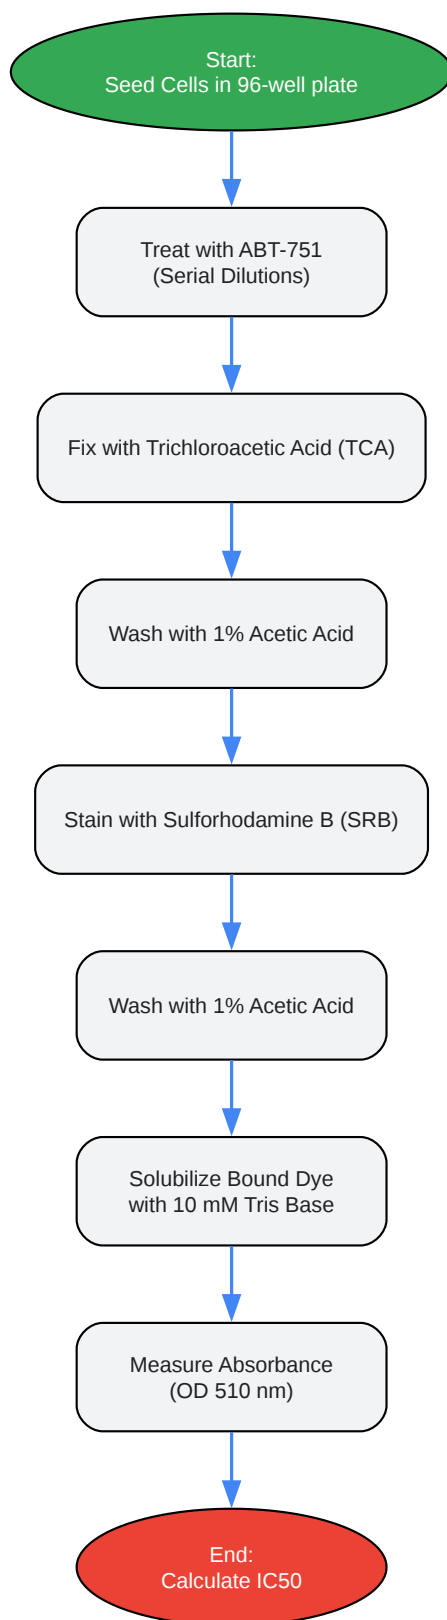 Start:
Seed Cells in 96-well plate
Treat with ABT-751
(Serial Dilutions)
Fix with Trichloroacetic Acid (TCA)
Wash with 1% Acetic Acid
Stain with Sulforhodamine B (SRB)
Wash with 1% Acetic Acid
Solubilize Bound Dye
with 10 mM Tris Base
Measure Absorbance
(OD 510 nm)
End:
Calculate IC50